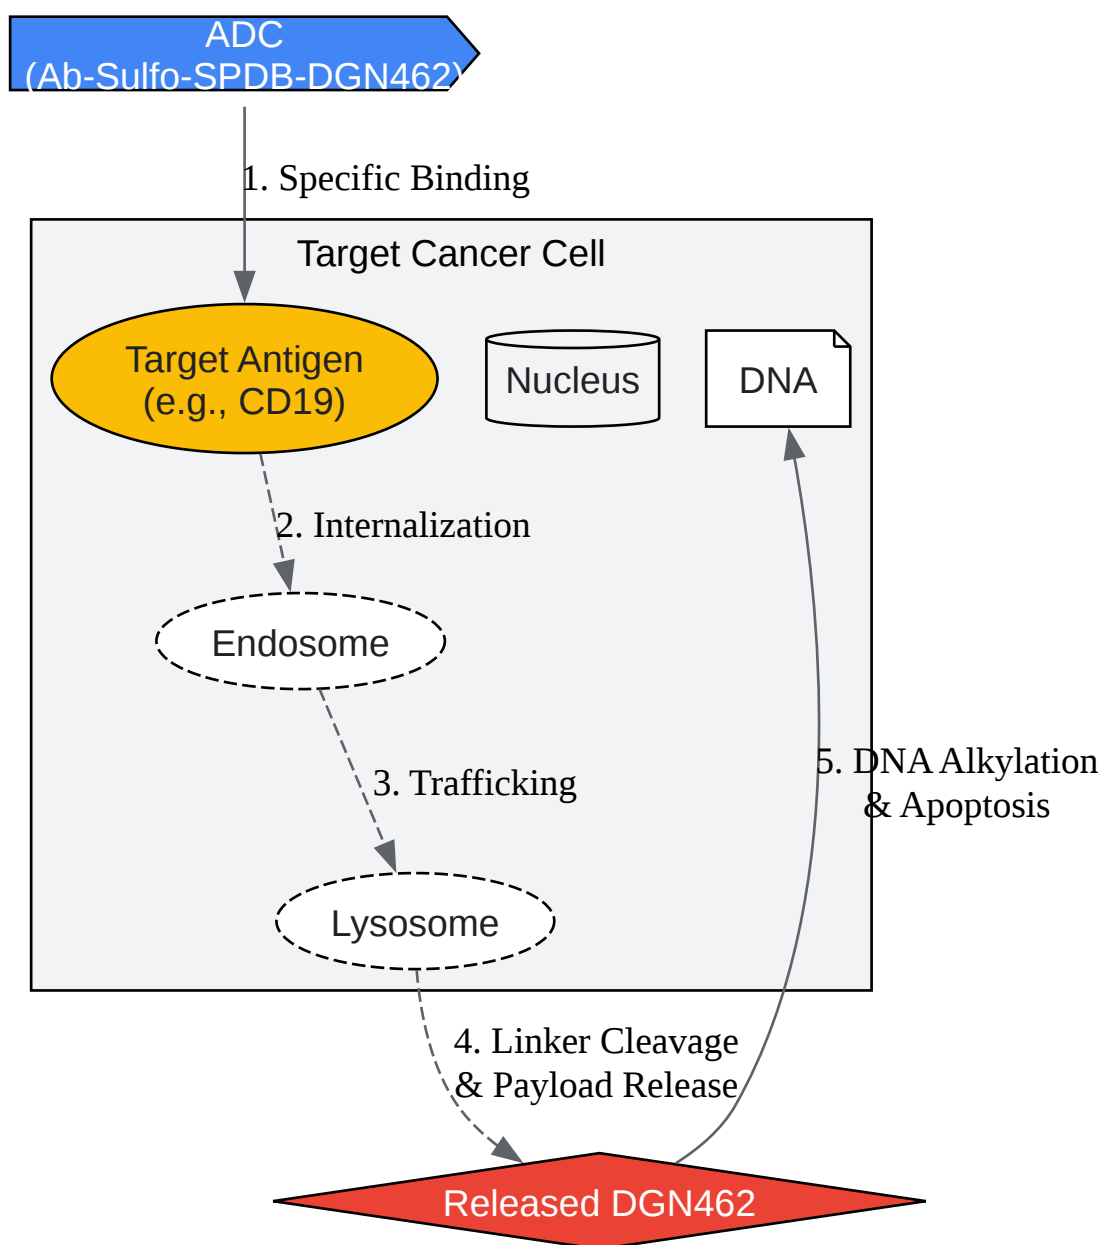 ADC
(Ab-Sulfo-SPDB-DGN462)
1. Specific Binding
Target Cancer Cell
Target Antigen
(e.g., CD19)
Nucleus
DNA
2. Internalization
Endosome
3. Trafficking
5. DNA Alkylation
& Apoptosis
Lysosome
4. Linker Cleavage
& Payload Release
Released DGN462